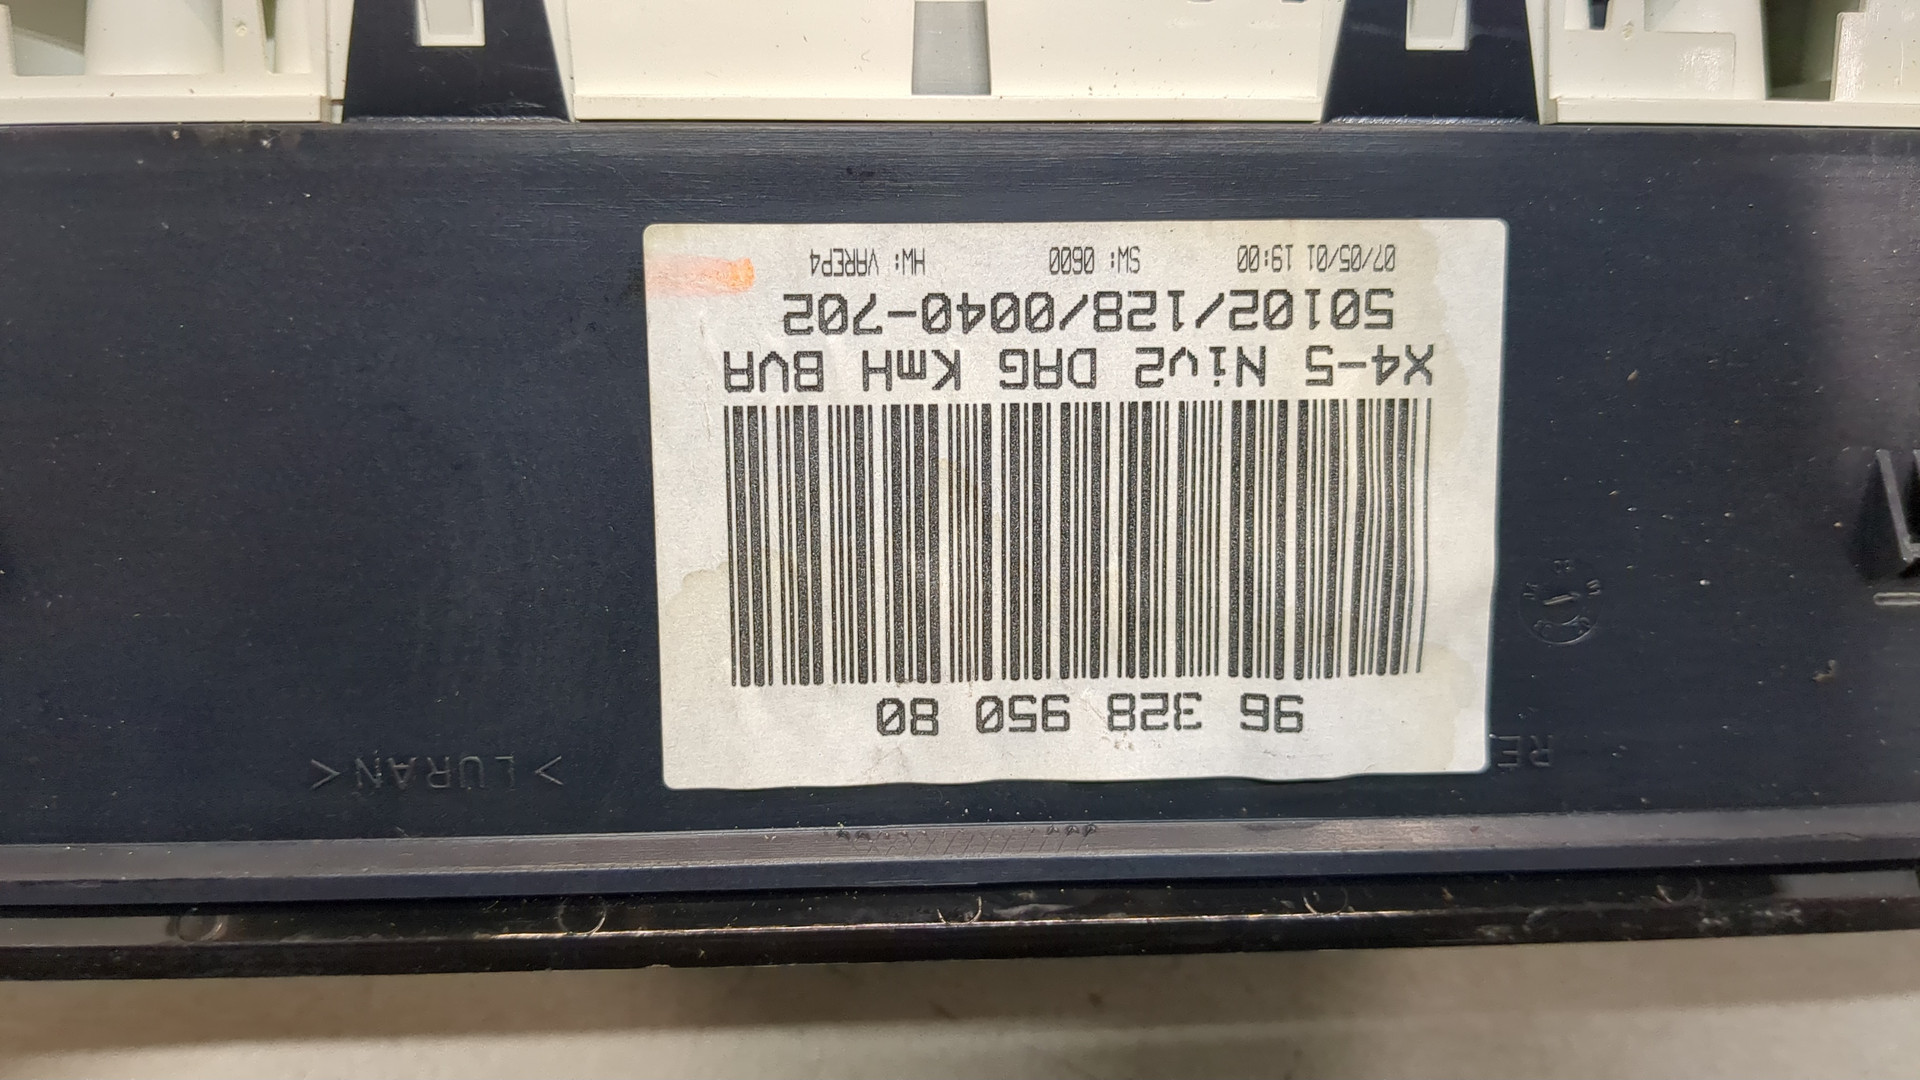 96 328 950 80
X4-5 Niv2 DAG KmH BVA
50102/128/0040-702
07/05/01 19:00 SW: 0600 HW: VAREP4
RE
> LURAN <